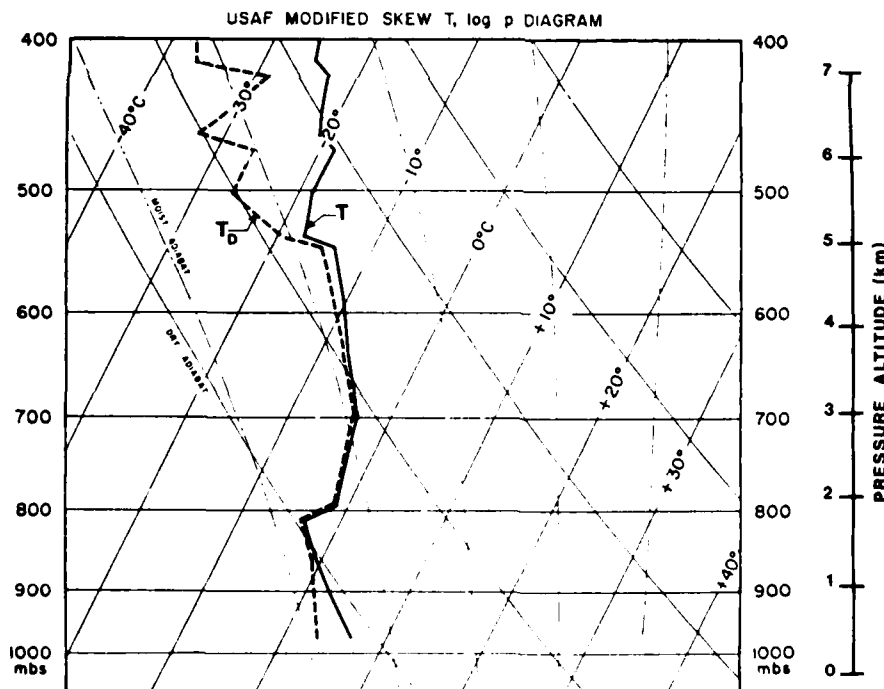 USAF MODIFIED SKEW T, log p DIAGRAM
400
400
7
-40°C
-30°
-20°
-10°
6
MOIST ADIABAT
500
500
T_D
T
0°C
5
600
600
+10°
4
DRY ADIABAT
+20°
700
700
3
+30°
800
800
2
900
900
+40°
1
1000
mbs
1000
mbs
0
PRESSURE ALTITUDE (km)